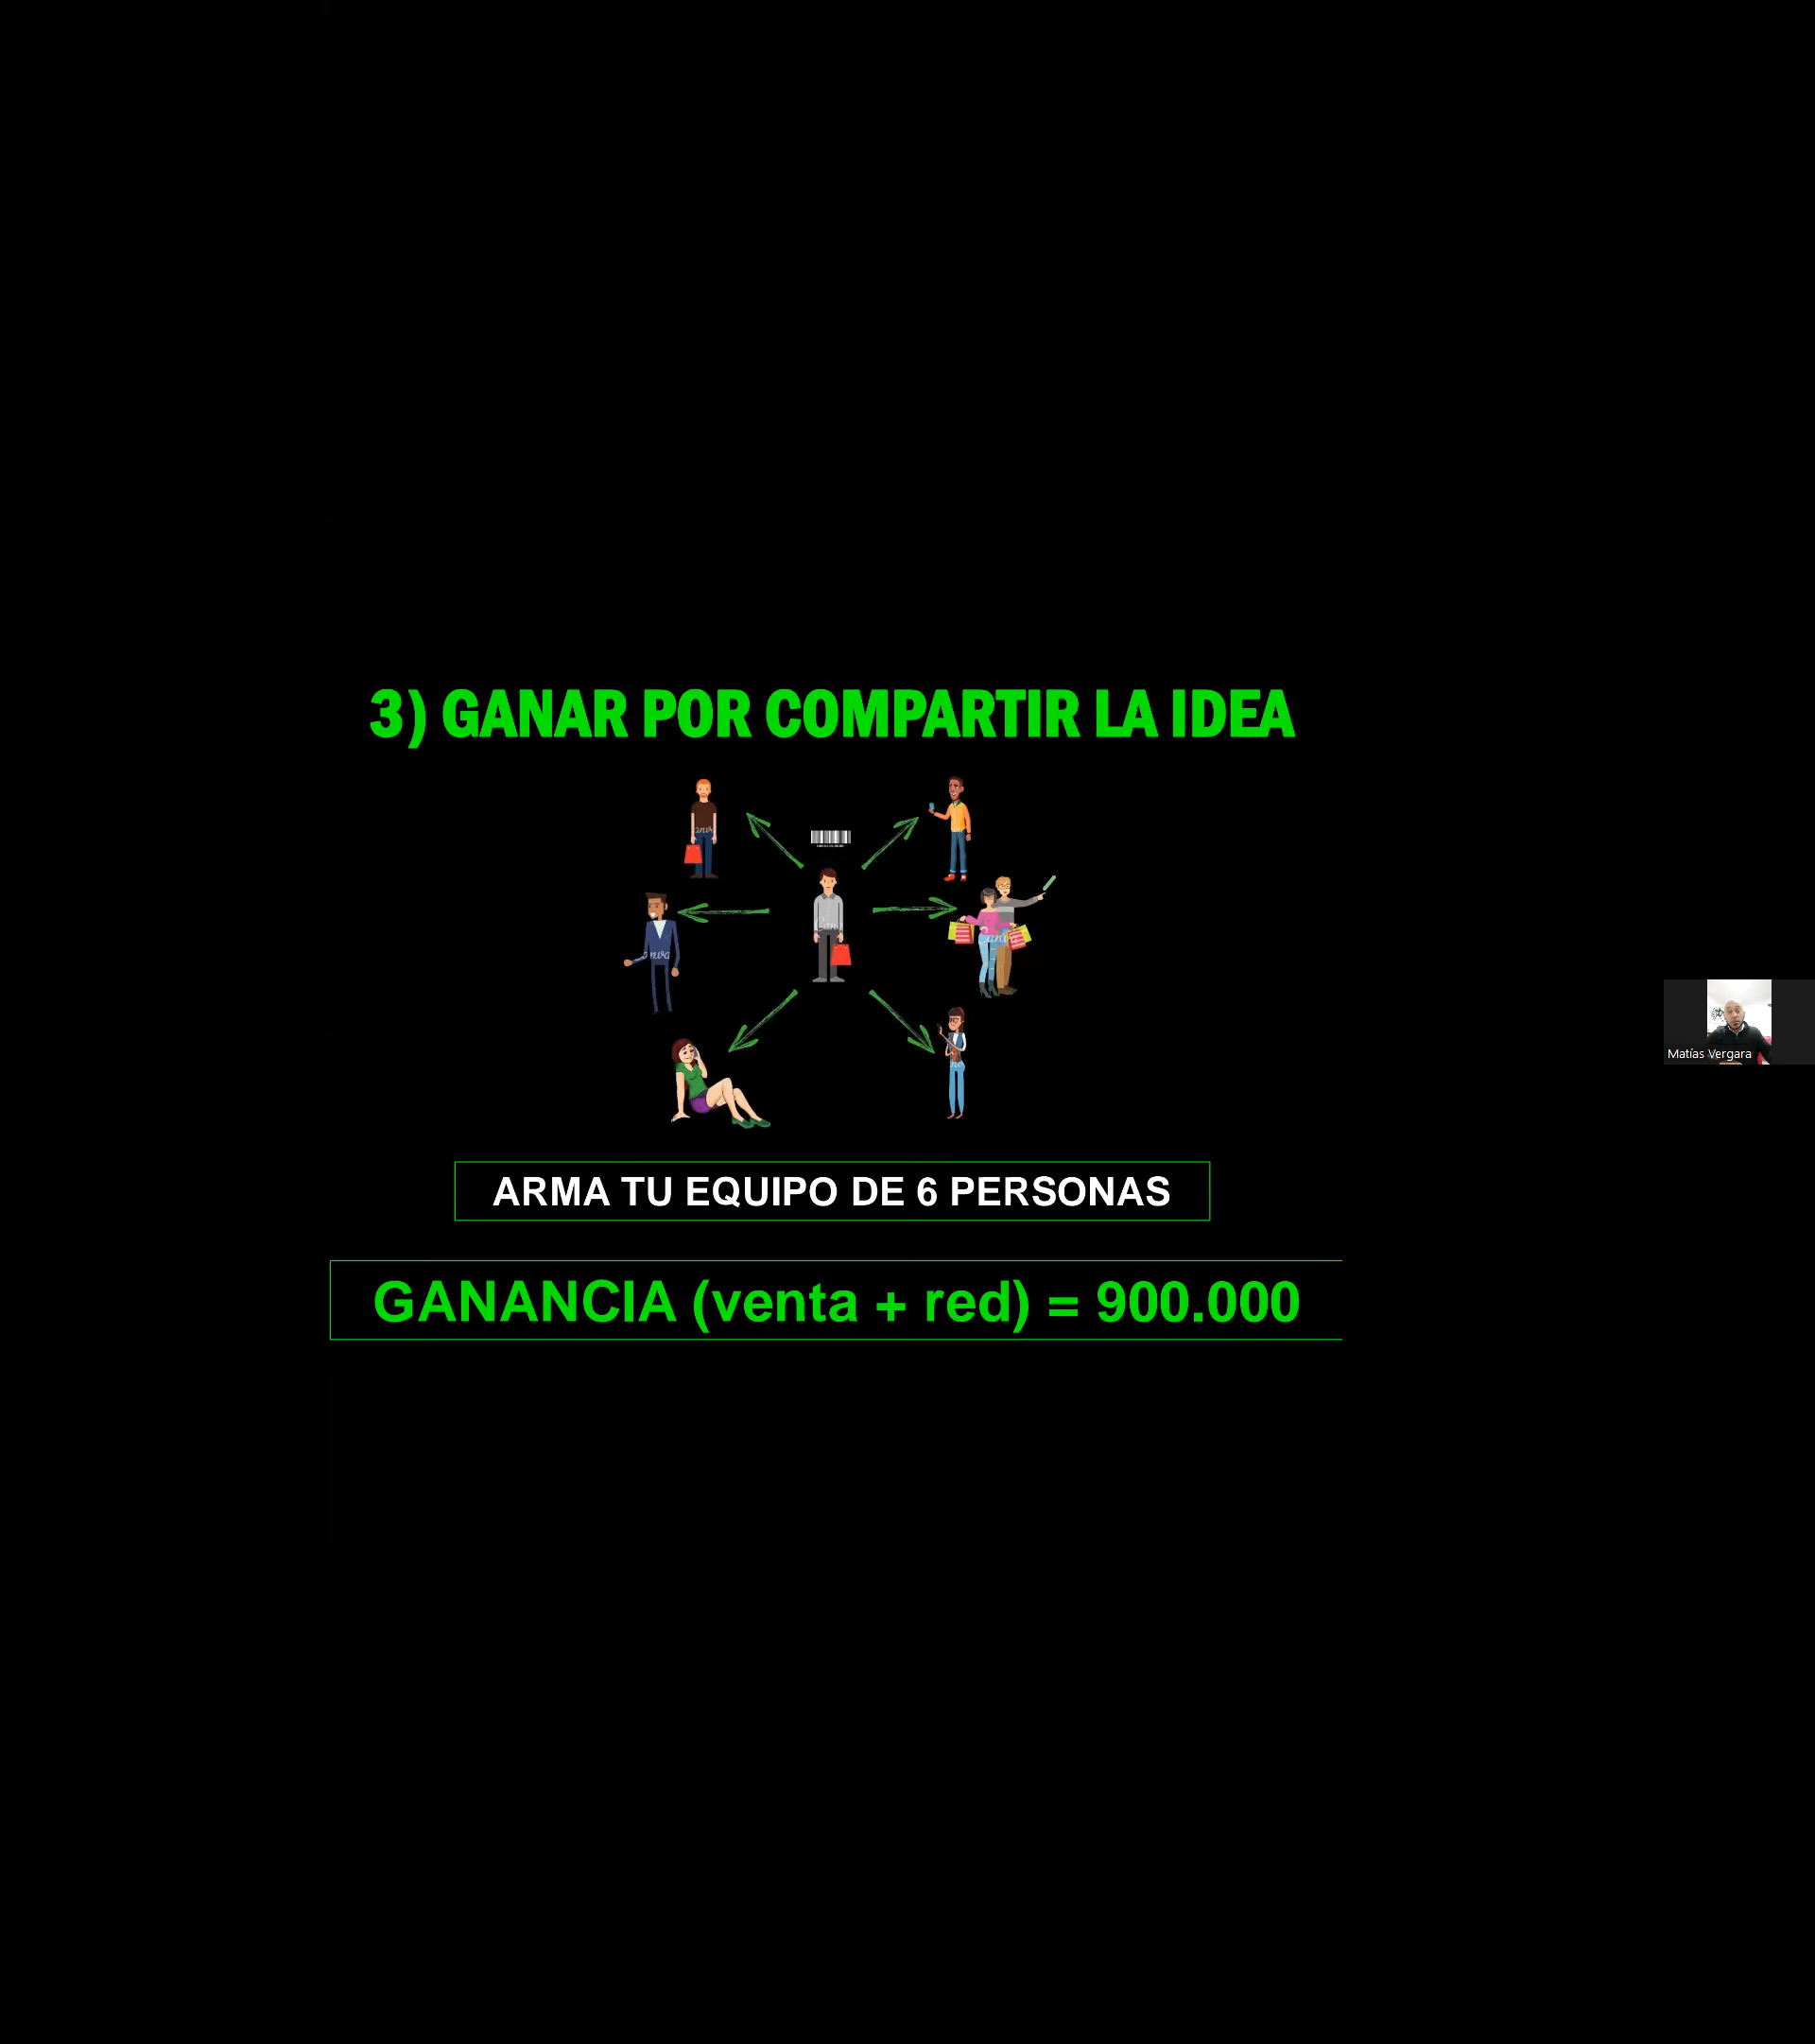 3) GANAR POR COMPARTIR LA IDEA
ARMA TU EQUIPO DE 6 PERSONAS
GANANCIA (venta + red) = 900.000
Matías Vergara